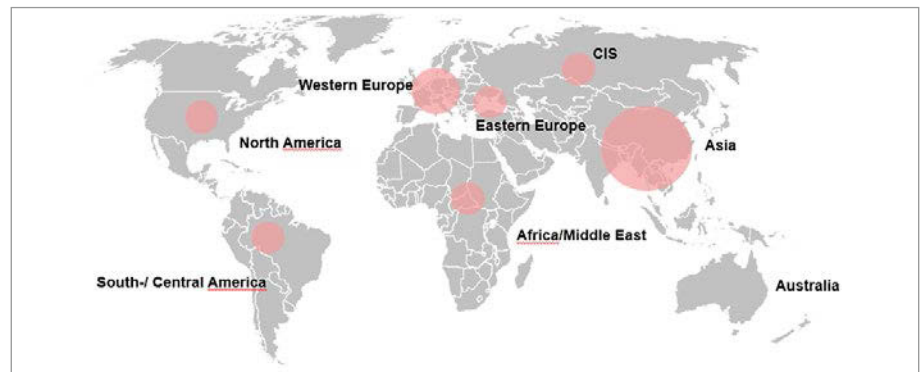 CIS
Western Europe
Eastern Europe
North America
Asia
Africa/Middle East
South-/ Central America
Australia